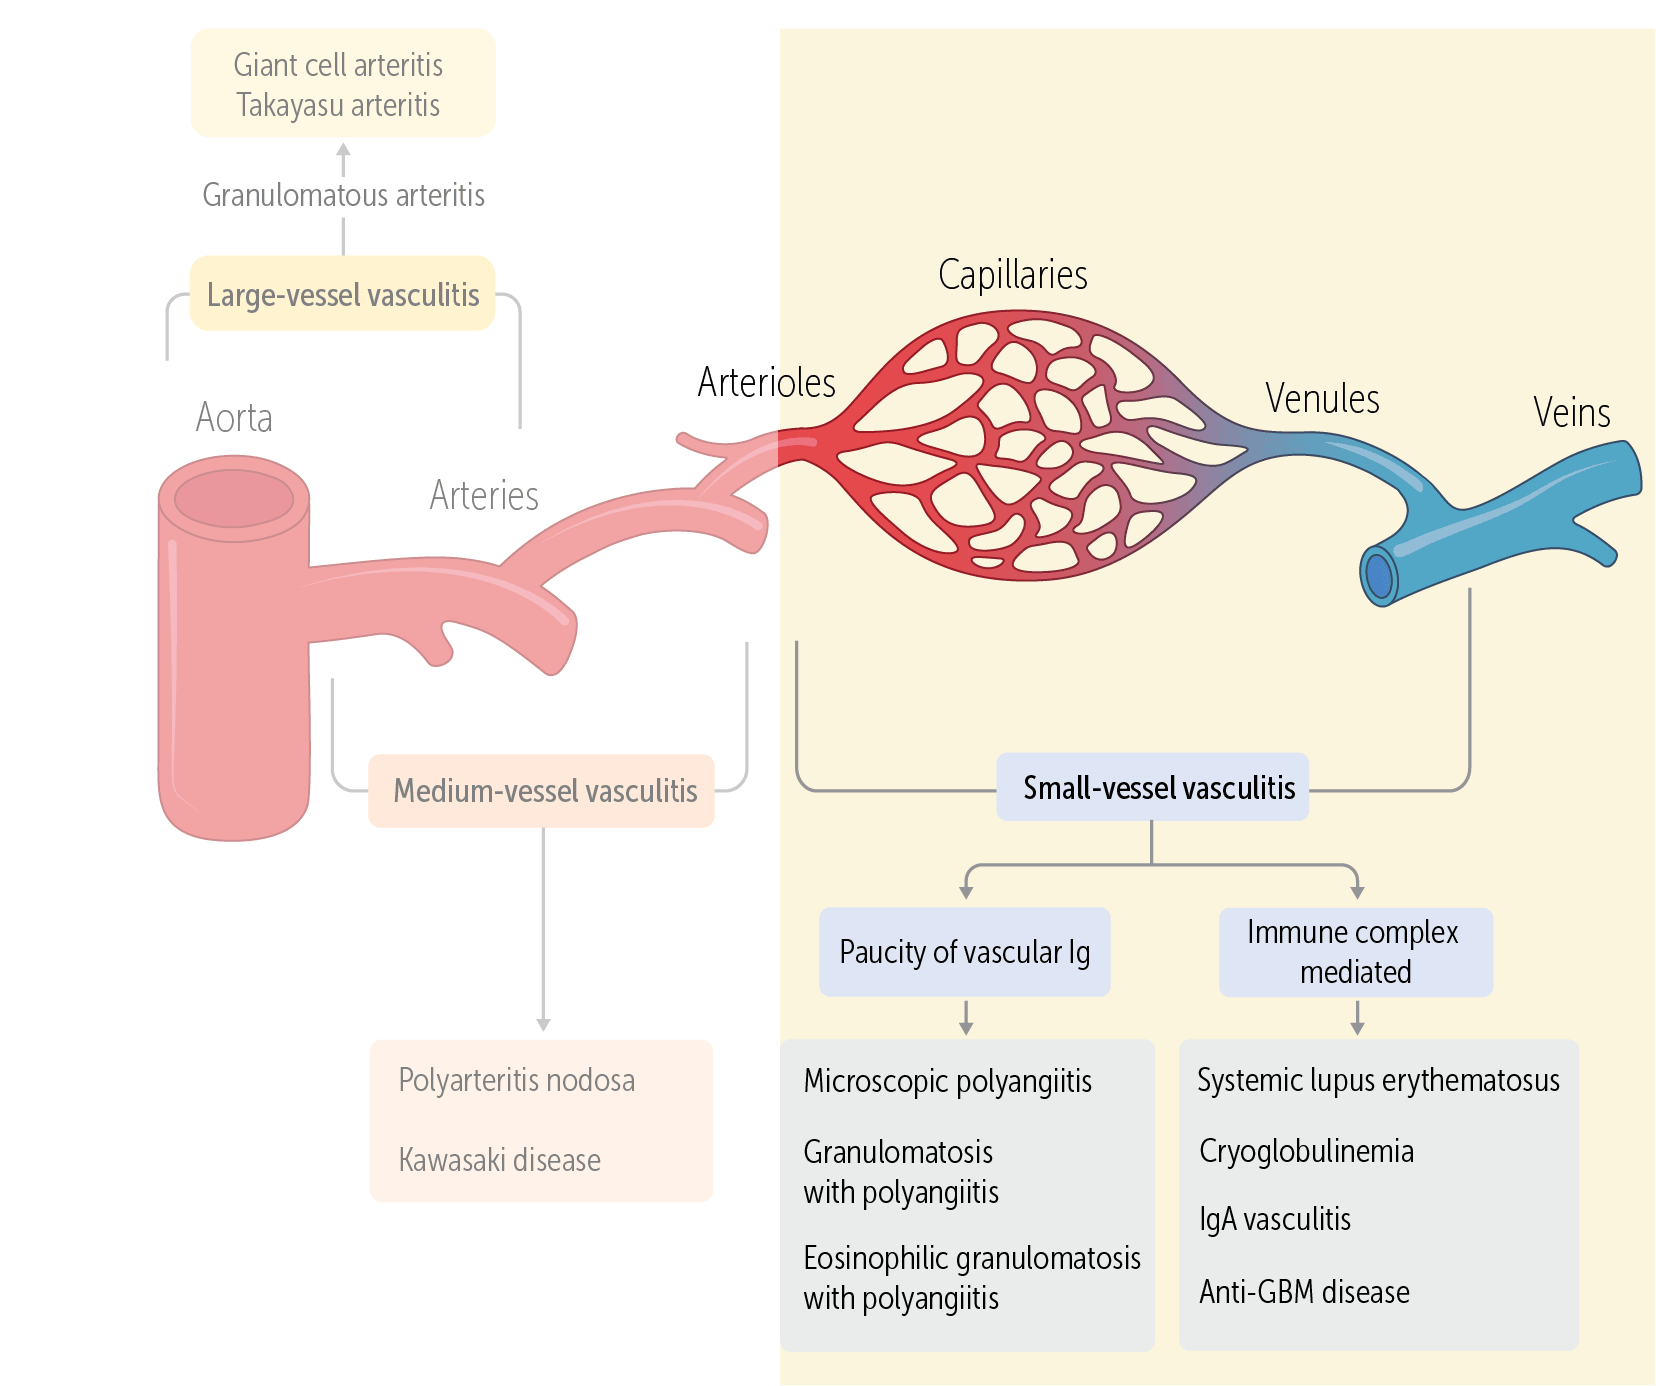 Giant cell arteritis
Takayasu arteritis
Granulomatous arteritis
Large-vessel vasculitis
Aorta
Arteries
Arterioles
Capillaries
Venules
Veins
Medium-vessel vasculitis
Polyarteritis nodosa
Kawasaki disease
Small-vessel vasculitis
Paucity of vascular Ig
Microscopic polyangiitis
Granulomatosis
with polyangiitis
Eosinophilic granulomatosis
with polyangiitis
Immune complex
mediated
Systemic lupus erythematosus
Cryoglobulinemia
IgA vasculitis
Anti-GBM disease